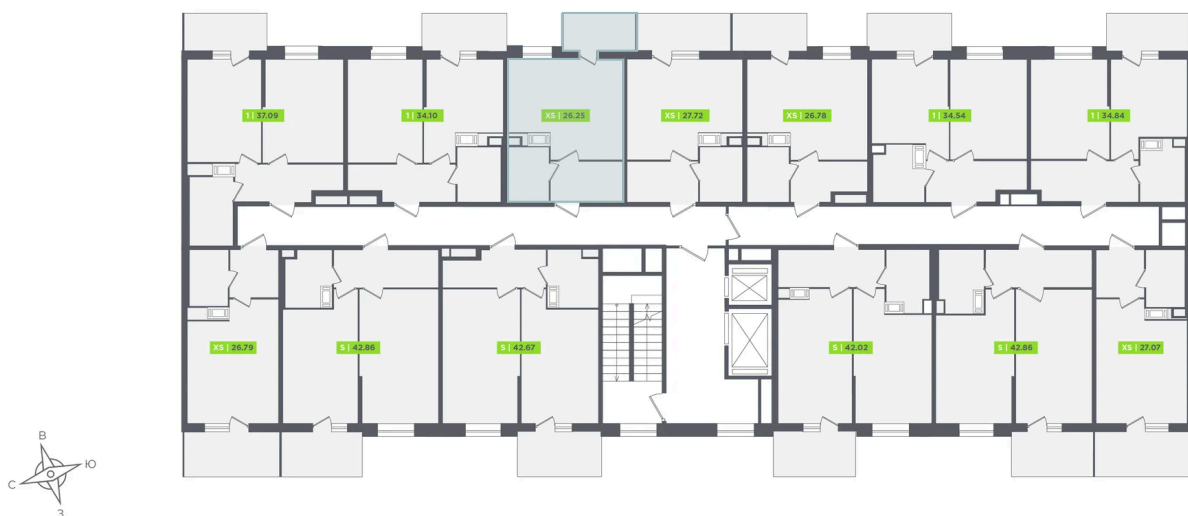 1 | 37.09
1 | 34.10
XS | 26.25
XS | 27.72
XS | 26.78
1 | 34.54
1 | 34.84
XS | 26.79
S | 42.86
S | 42.67
S | 42.02
S | 42.86
XS | 27.07
В
Ю
С
З